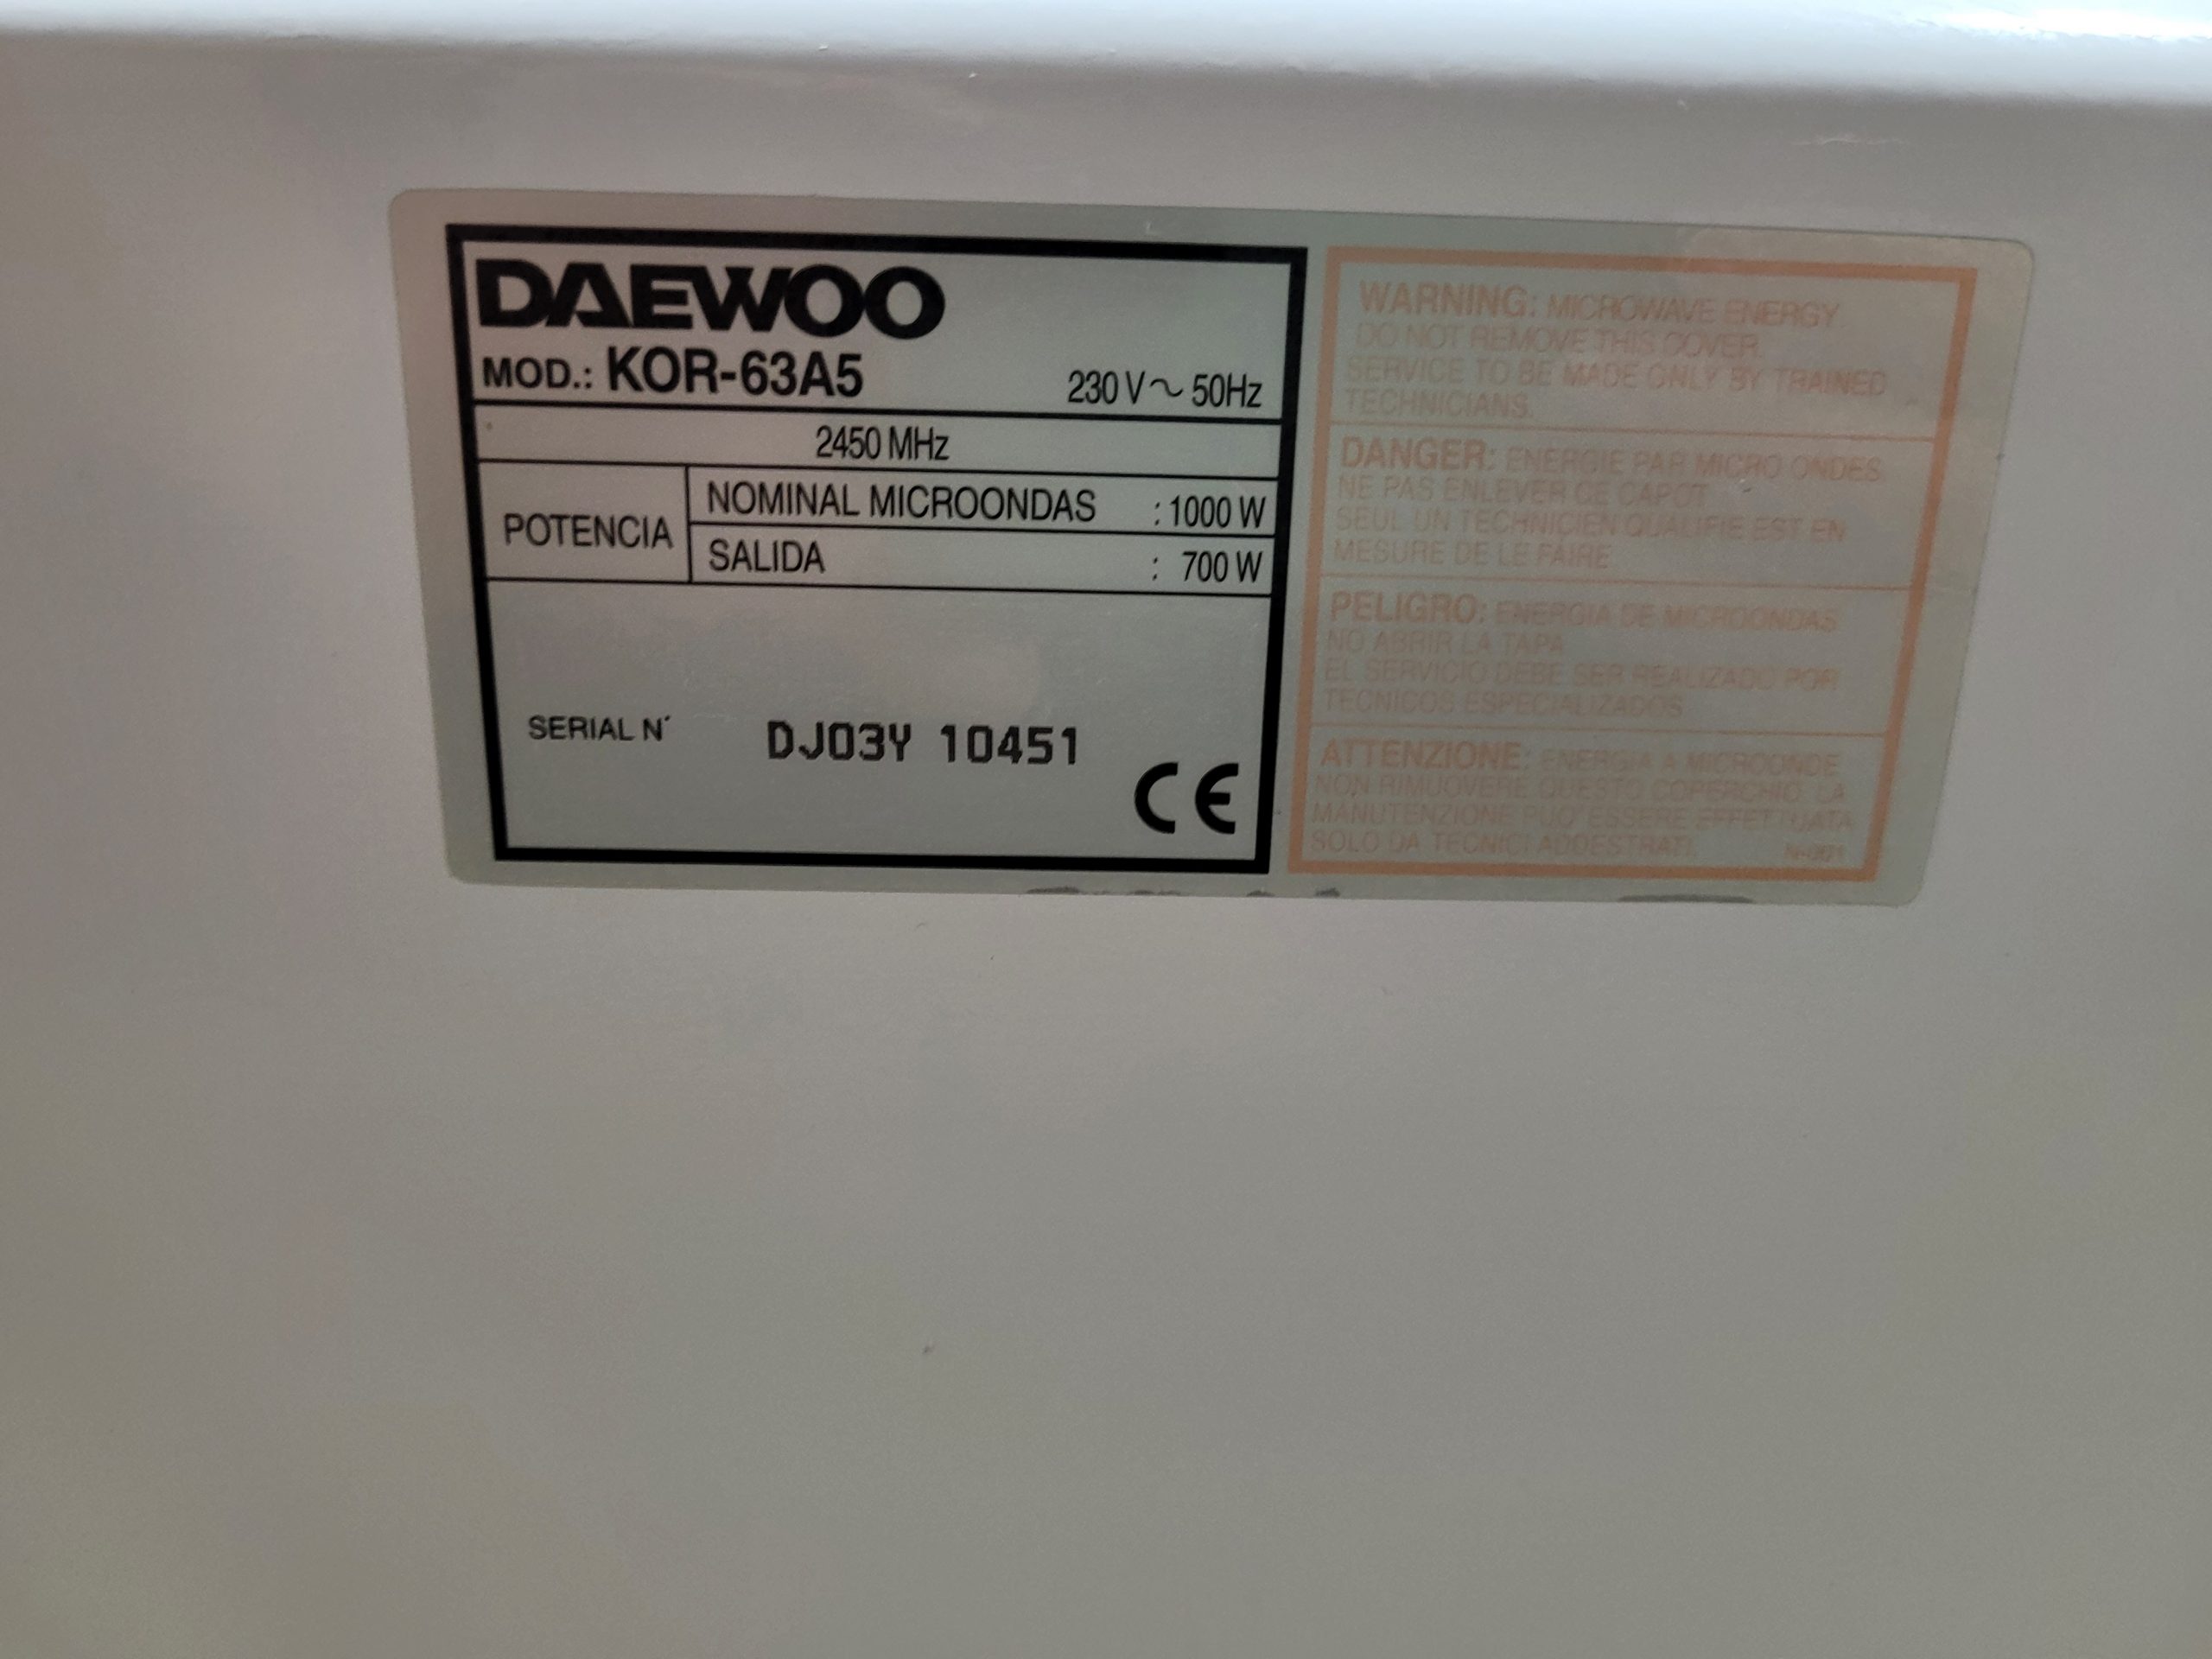 DAEWOO
MOD.: KOR-63A5 230 V ~ 50Hz
2450 MHz
POTENCIA
NOMINAL MICROONDAS : 1000 W
SALIDA : 700 W
SERIAL N´ DJ03Y 10451
CE
WARNING: MICROWAVE ENERGY
DO NOT REMOVE THIS COVER.
SERVICE TO BE MADE ONLY BY TRAINED
TECHNICIANS.
DANGER: ENERGIE PAR MICRO ONDES
NE PAS ENLEVER CE CAPOT
SEUL UN TECHNICIEN QUALIFIE EST EN
MESURE DE LE FAIRE
PELIGRO: ENERGIA DE MICROONDAS
NO ABRIR LA TAPA
EL SERVICIO DEBE SER REALIZADO POR
TECNICOS ESPECIALIZADOS
ATTENZIONE: ENERGIA A MICROONDE
NON RIMUOVERE QUESTO COPERCHIO. LA
MANUTENZIONE PUO' ESSERE EFFETTUATA
SOLO DA TECNICI ADDESTRATI.